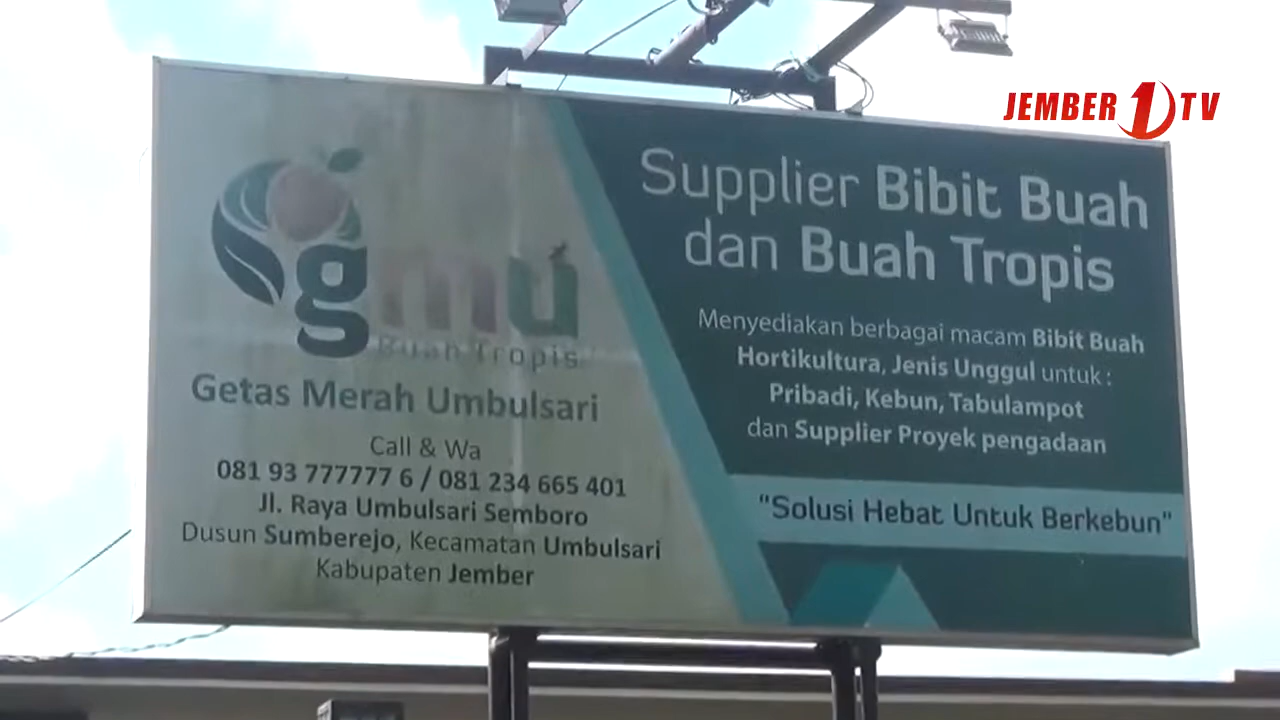 JEMBER 1 TV
gmu
Buah Tropis
Getas Merah Umbulsari
Call & Wa
081 93 777777 6 / 081 234 665 401
Jl. Raya Umbulsari Semboro
Dusun Sumberejo, Kecamatan Umbulsari
Kabupaten Jember
Supplier Bibit Buah
dan Buah Tropis
Menyediakan berbagai macam Bibit Buah
Hortikultura, Jenis Unggul untuk :
Pribadi, Kebun, Tabulampot
dan Supplier Proyek pengadaan
"Solusi Hebat Untuk Berkebun"